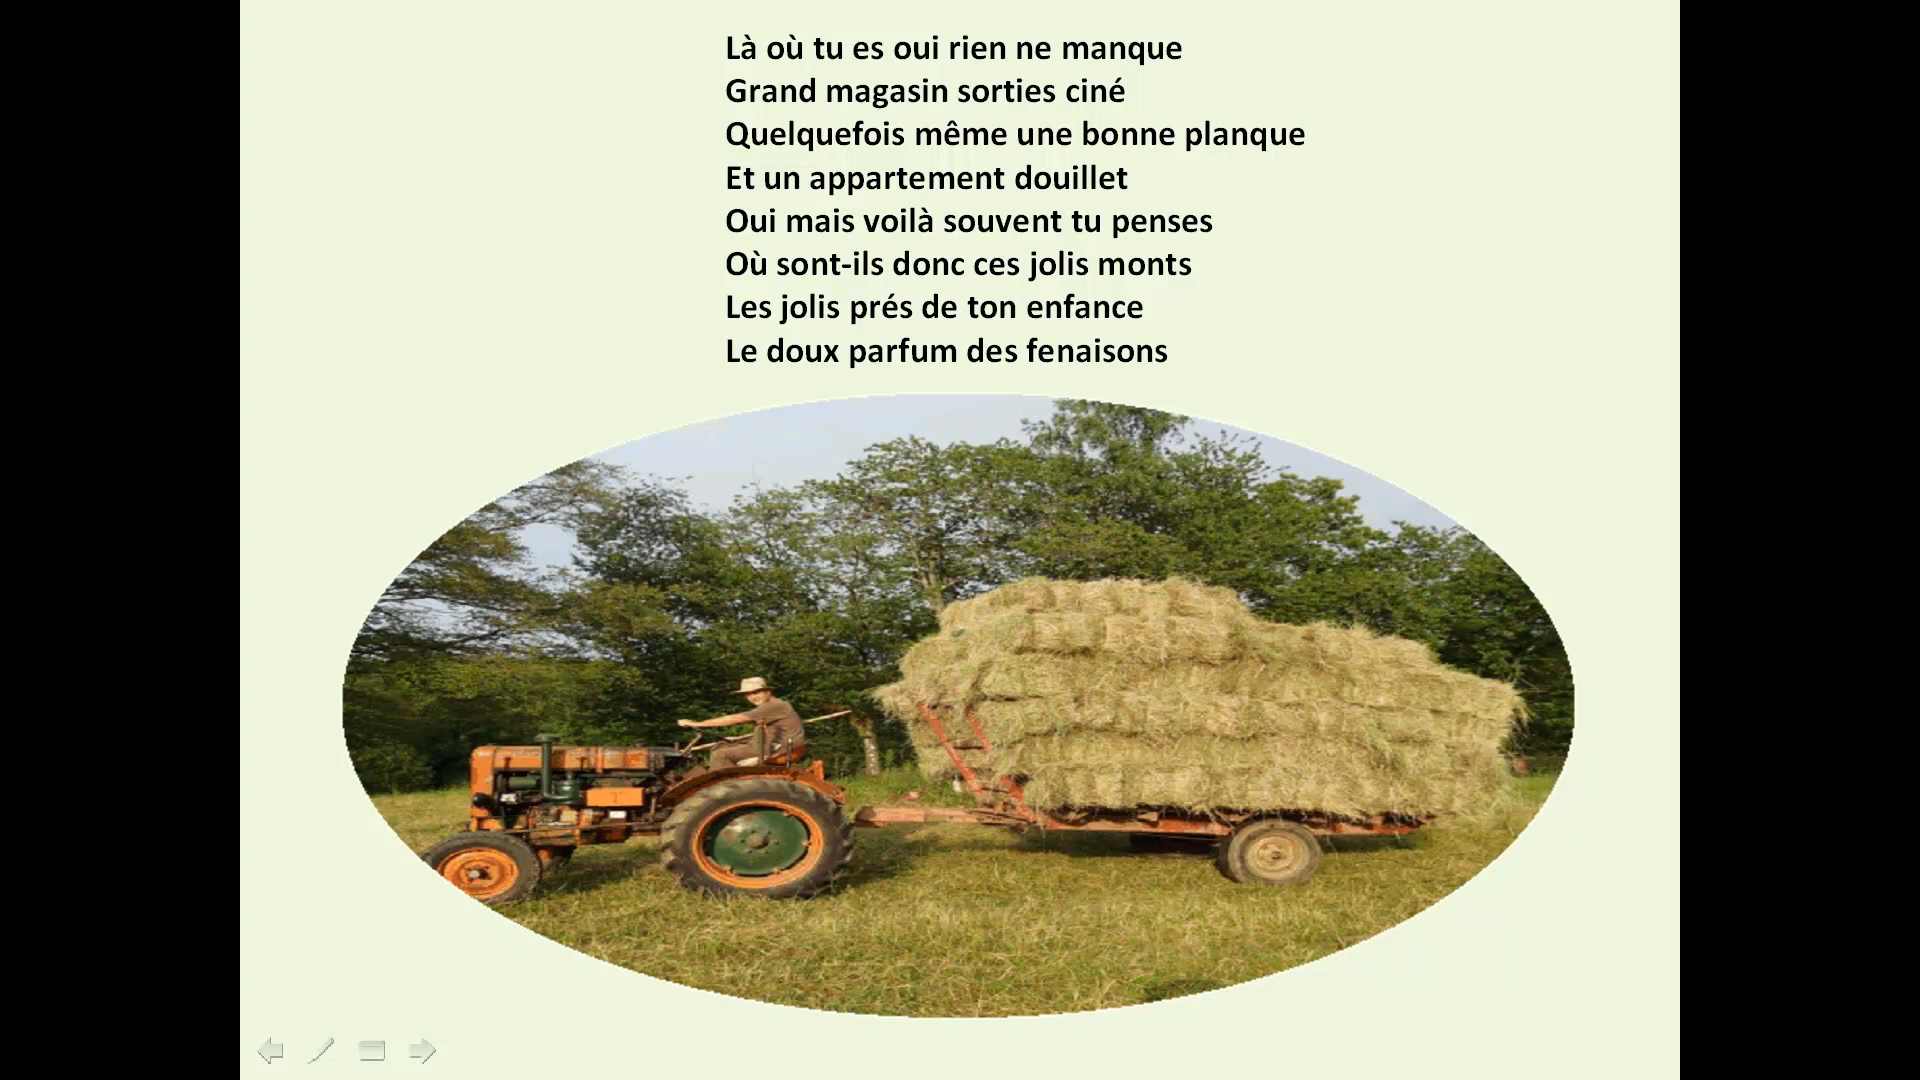 Là où tu es oui rien ne manque
Grand magasin sorties ciné
Quelquefois même une bonne planque
Et un appartement douillet
Oui mais voilà souvent tu penses
Où sont-ils donc ces jolis monts
Les jolis prés de ton enfance
Le doux parfum des fenaisons